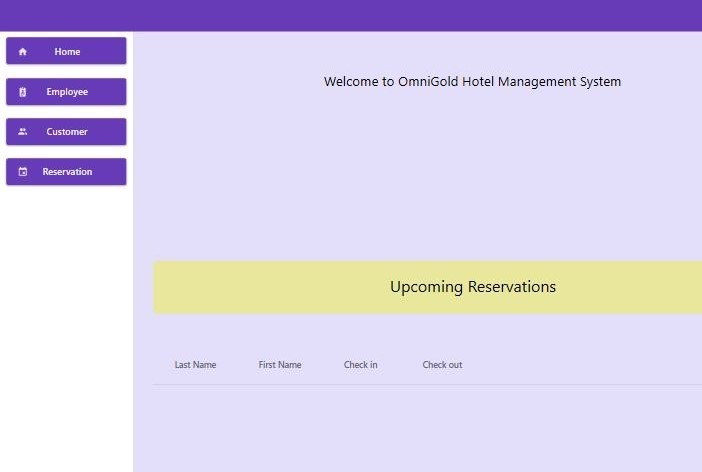 Home
Employee
Customer
Reservation
Welcome to OmniGold Hotel Management System
Upcoming Reservations
Last Name First Name Check in Check out